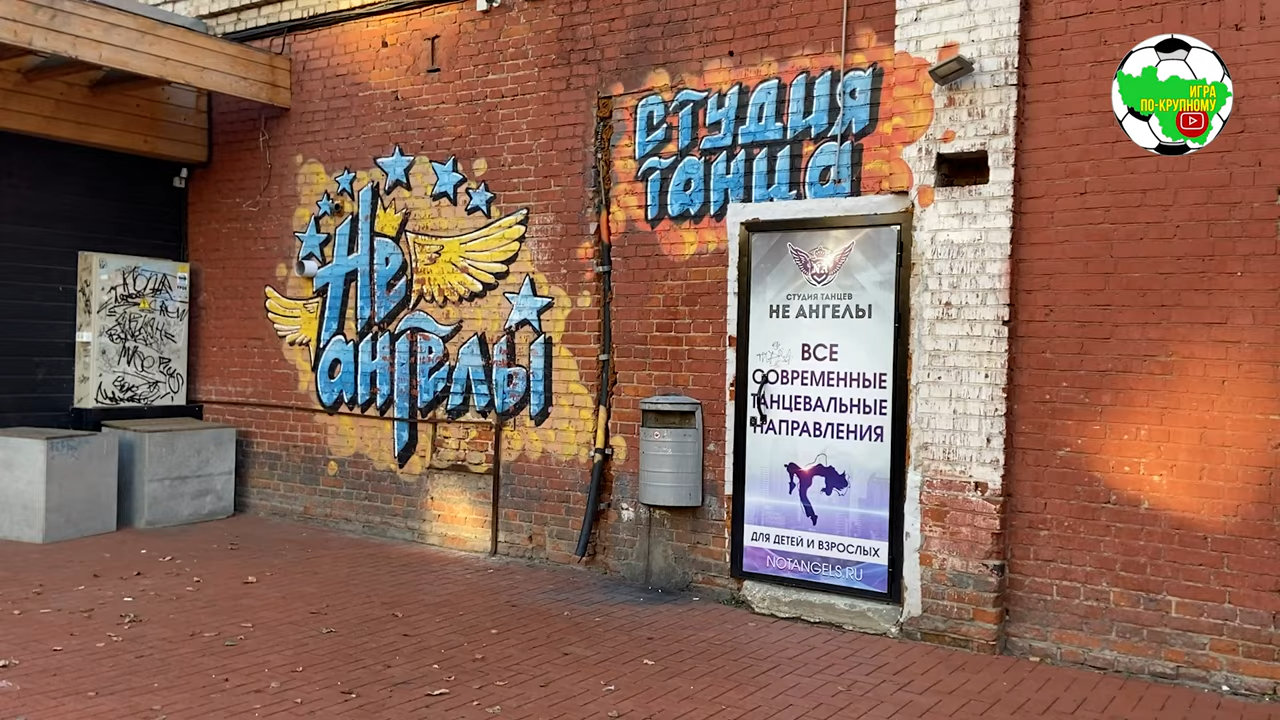 Не
ангелы
СТУДИЯ
ТАНЦА
СТУДИЯ ТАНЦЕВ
НЕ АНГЕЛЫ
ВСЕ
СОВРЕМЕННЫЕ
ТАНЦЕВАЛЬНЫЕ
НАПРАВЛЕНИЯ
ДЛЯ ДЕТЕЙ И ВЗРОСЛЫХ
NOTANGELS.RU
ИГРА
ПО-КРУПНОМУ